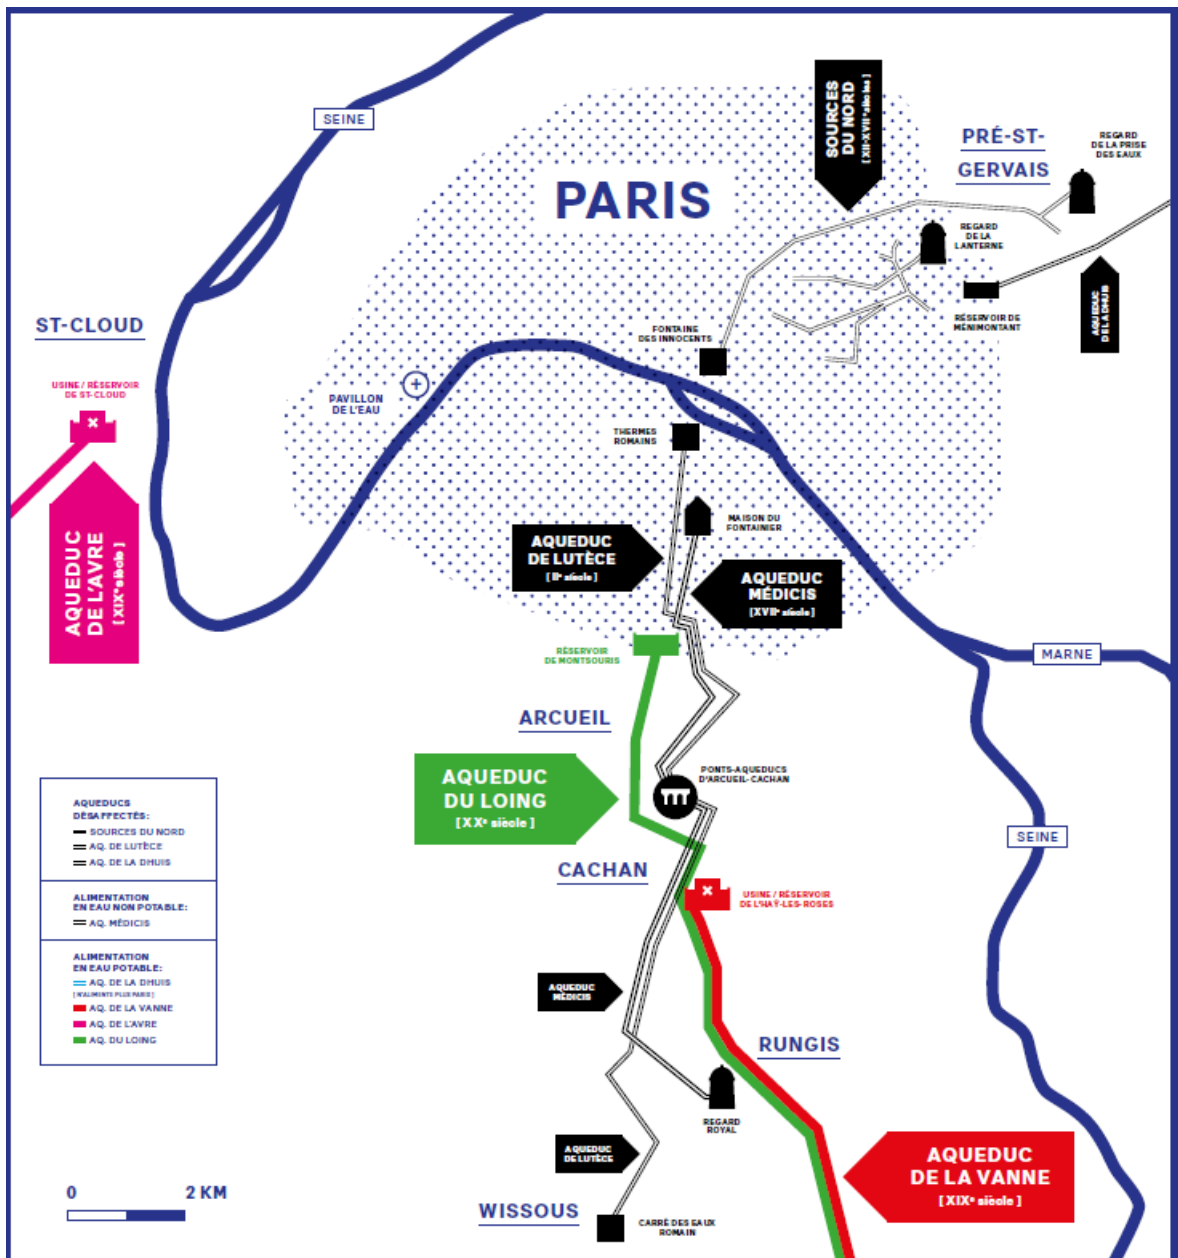 SEINE
SOURCES
DU NORD
[XII-XVIIe siècles]
PRÉ-ST-
GERVAIS
REGARD
DE LA PRISE
DES EAUX
PARIS
REGARD
DE LA
LANTERNE
AQUEDUC
DE LA DHUIS
RÉSERVOIR DE
MÉNIMONTANT
ST-CLOUD
FONTAINE
DES INNOCENTS
USINE / RÉSERVOIR
DE ST-CLOUD
PAVILLON
DE L'EAU
THERMES
ROMAINS
MAISON DU
FONTAINIER
AQUEDUC
DE L'AVRE
[XIXe siècle]
AQUEDUC
DE LUTÈCE
[IIe siècle]
AQUEDUC
MÉDICIS
[XVIIe siècle]
RÉSERVOIR
DE MONTSOURIS
MARNE
ARCUEIL
AQUEDUC
DU LOING
[XXe siècle]
PONTS-AQUEDUCS
D'ARCUEIL-CACHAN
SEINE
CACHAN
USINE / RÉSERVOIR
DE L'HAŸ-LES-ROSES
AQUEDUCS
DÉSAFFECTÉS:
SOURCES DU NORD
AQ. DE LUTÈCE
AQ. DE LA DHUIS
ALIMENTATION
EN EAU NON POTABLE:
AQ. MÉDICIS
ALIMENTATION
EN EAU POTABLE:
AQ. DE LA DHUIS
[N'ALIMENTE PLUS PARIS]
AQ. DE LA VANNE
AQ. DE L'AVRE
AQ. DU LOING
AQUEDUC
MÉDICIS
RUNGIS
REGARD
ROYAL
AQUEDUC
DE LUTÈCE
AQUEDUC
DE LA VANNE
[XIXe siècle]
0 2 KM
WISSOUS
CARRÉ DES EAUX
ROMAIN